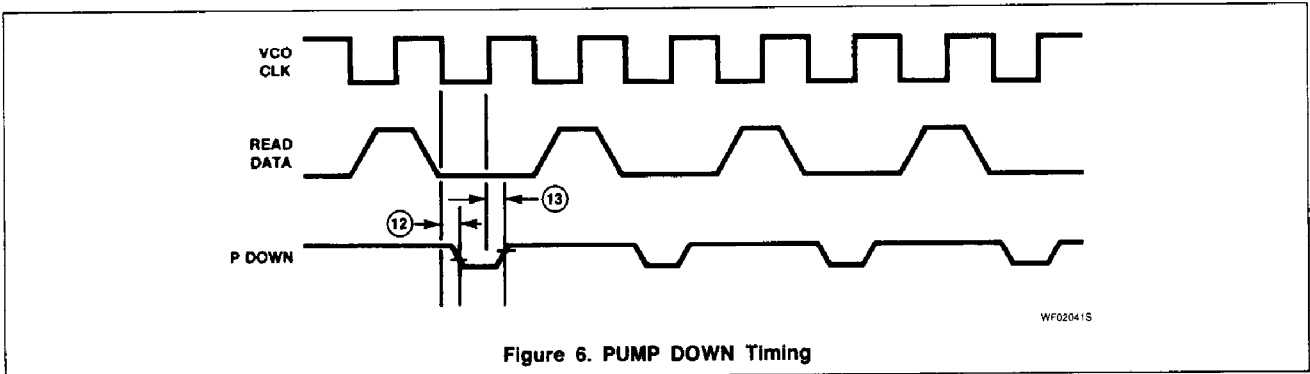 VCO
CLK
READ
DATA
13
12
P DOWN
WF02041S
Figure 6. PUMP DOWN Timing